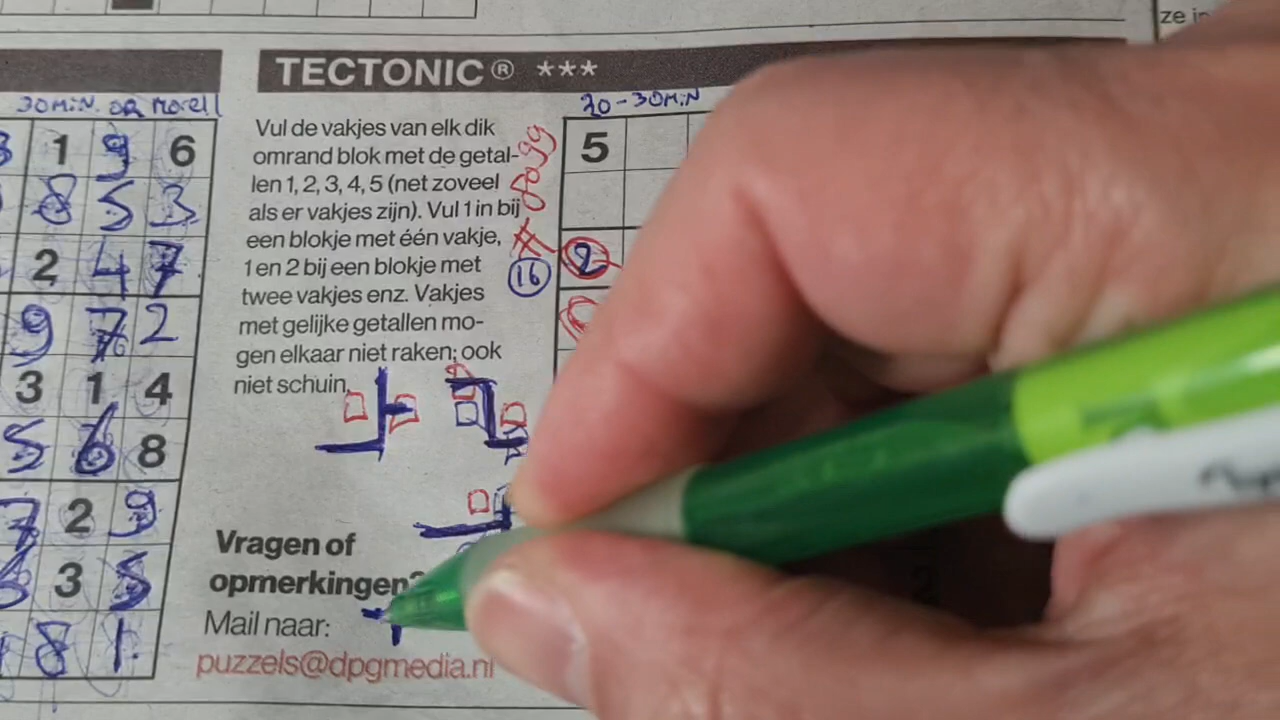 ze in
TECTONIC® ***
30 MiN. OR MORE!!
20 - 30 MiN
Vul de vakjes van elk dik
omrand blok met de getal-
len 1, 2, 3, 4, 5 (net zoveel
als er vakjes zijn). Vul 1 in bij
een blokje met één vakje,
1 en 2 bij een blokje met
twee vakjes enz. Vakjes
met gelijke getallen mo-
gen elkaar niet raken; ook
niet schuin.
16
5
2
1 9 6
8 5 3
2 4 7
9 7 2
3 1 4
5 6 8
7 2 9
3 5
8 1
Vragen of
opmerkingen?
Mail naar:
puzzels@dpgmedia.nl